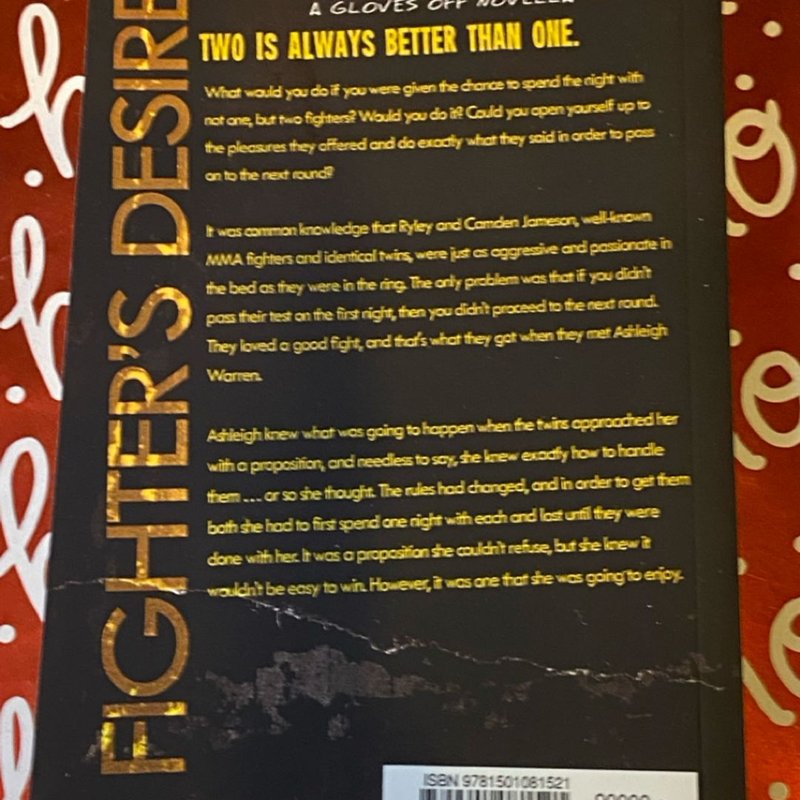 A GLOVES OFF NOVELLA
TWO IS ALWAYS BETTER THAN ONE.
What would you do if you were given the chance to spend the night with
not one, but two fighters? Would you do it? Could you open yourself up to
the pleasures they offered and do exactly what they said in order to pass
on to the next round?
It was common knowledge that Ryley and Camden Jameson, well-known
MMA fighters and identical twins, were just as aggressive and passionate in
the bed as they were in the ring. The only problem was that if you didn't
pass their test on the first night, then you didn't proceed to the next round.
They loved a good fight, and that's what they got when they met Ashleigh
Warren.
Ashleigh knew what was going to happen when the twins approached her
with a proposition, and needless to say, she knew exactly how to handle
them ... or so she thought. The rules had changed, and in order to get them
both she had to first spend one night with each and last until they were
done with her. It was a proposition she couldn't refuse, but she knew it
wouldn't be easy to win. However, it was one that she was going to enjoy.
FIGHTER'S DESIRE
ISBN 9781501081521